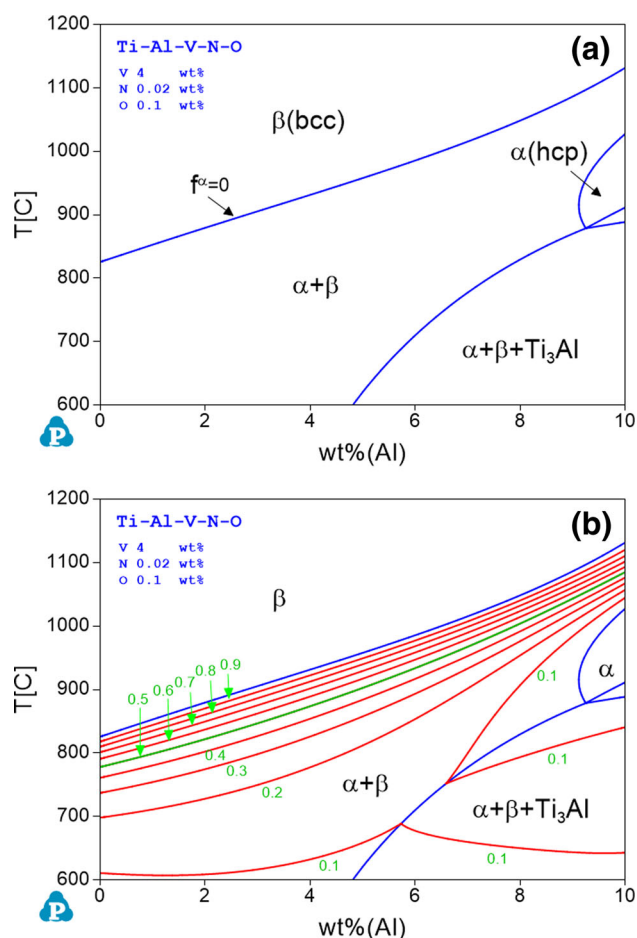 1200
(a)
Ti-Al-V-N-O
V 4 wt%
N 0.02 wt%
O 0.1 wt%
1100
β(bcc)
1000
α(hcp)
fα=0
T[C]
900
800
α+β
700
α+β+Ti₃Al
600
0 2 4 6 8 10
P
wt%(Al)
1200
(b)
Ti-Al-V-N-O
V 4 wt%
N 0.02 wt%
O 0.1 wt%
1100
β
1000
T[C]
0.9
0.8
0.7
0.6
0.5
0.1
α
900
800
0.4
0.3
0.2
0.1
α+β
700
α+β+Ti₃Al
0.1
0.1
600
0 2 4 6 8 10
P
wt%(Al)